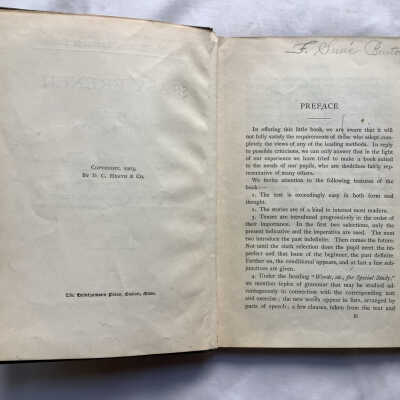 Copyright, 1903,
By D. C. Heath & Co.
The Heintzemann Press, Boston, Mass.
PREFACE
In offering this little book, we are aware that it will
not fully satisfy the requirements of those who adopt com-
pletely the views of any of the leading methods. In reply
to possible criticisms, we can only answer that in the light
of our experience we have tried to make a book suited
to the needs of our pupils, who are doubtless fairly rep-
resentative of many others.
We invite attention to the following features of the
book:—
1. The text is exceedingly easy in both form and
thought.
2. The stories are of a kind to interest most readers.
3. Tenses are introduced progressively in the order of
their importance. In the first two selections, only the
present indicative and the imperative are used. The next
two introduce the past indefinite. Then comes the future.
Not until the sixth selection does the pupil meet the im-
perfect and that bane of the beginner, the past definite.
Further on, the conditional appears, and at last a few sub-
junctives are given.
4. Under the heading "Words, etc., for Special Study,"
we mention topics of grammar that may be studied ad-
vantageously in connection with the corresponding text
and exercise; the new words appear in lists, arranged by
parts of speech; a few clauses, taken from the text and